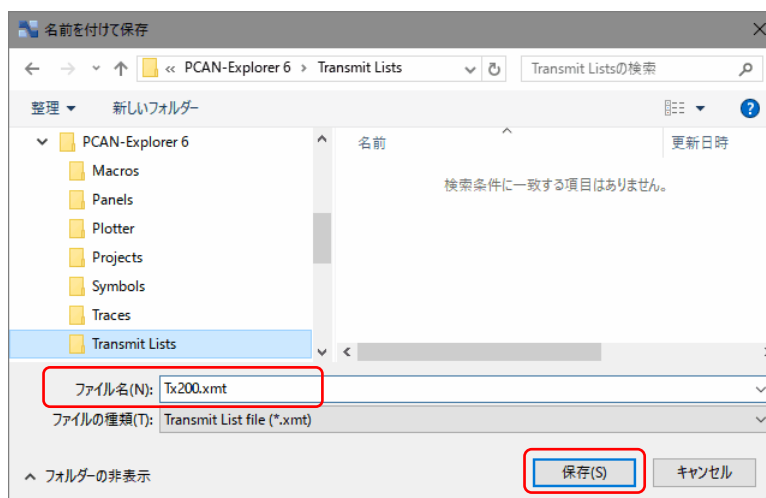 名前を付けて保存
« PCAN-Explorer 6 › Transmit Lists
Transmit Listsの検索
整理
新しいフォルダー
PCAN-Explorer 6
Macros
Panels
Plotter
Projects
Symbols
Traces
Transmit Lists
名前
更新日時
検索条件に一致する項目はありません。
ファイル名(N): Tx200.xmt
ファイルの種類(T): Transmit List file (*.xmt)
フォルダーの非表示
保存(S)
キャンセル